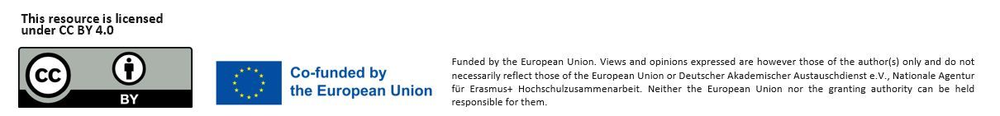 This resource is licensed
under CC BY 4.0
CC
BY
Co-funded by
the European Union
Funded by the European Union. Views and opinions expressed are however those of the author(s) only and do not
necessarily reflect those of the European Union or Deutscher Akademischer Austauschdienst e.V., Nationale Agentur
für Erasmus+ Hochschulzusammenarbeit. Neither the European Union nor the granting authority can be held
responsible for them.